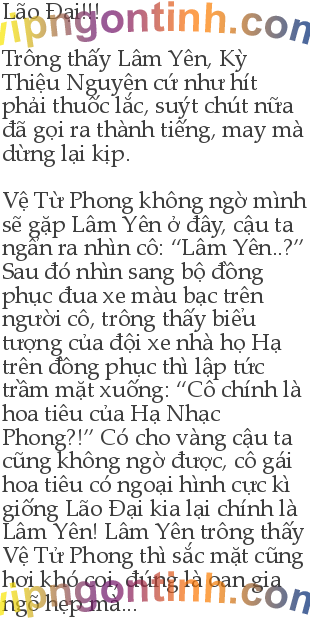 Lão Đại!!!
vipngontinh.com
Trông thấy Lâm Yên, Kỳ
Thiệu Nguyên cứ như hít
phải thuốc lắc, suýt chút nữa
đã gọi ra thành tiếng, may mà
dừng lại kịp.
Vệ Từ Phong không ngờ mình
sẽ gặp Lâm Yên ở đây, cậu ta
ngẩn ra nhìn cô: “Lâm Yên..?”
Sau đó nhìn sang bộ đồng
phục đua xe màu bạc trên
người cô, trông thấy biểu
tượng của đội xe nhà họ Hạ
trên đồng phục thì lập tức
trầm mặt xuống: “Cô chính là
hoa tiêu của Hạ Nhạc
Phong?!” Có cho vàng cậu ta
cũng không ngờ được, cô gái
hoa tiêu có ngoại hình cực kì
giống Lão Đại kia lại chính là
Lâm Yên! Lâm Yên trông thấy
Vệ Tử Phong thì sắc mặt cũng
hơi khó coi, đúng là oan gia
ngõ hẹp mà...
vipngontinh.com